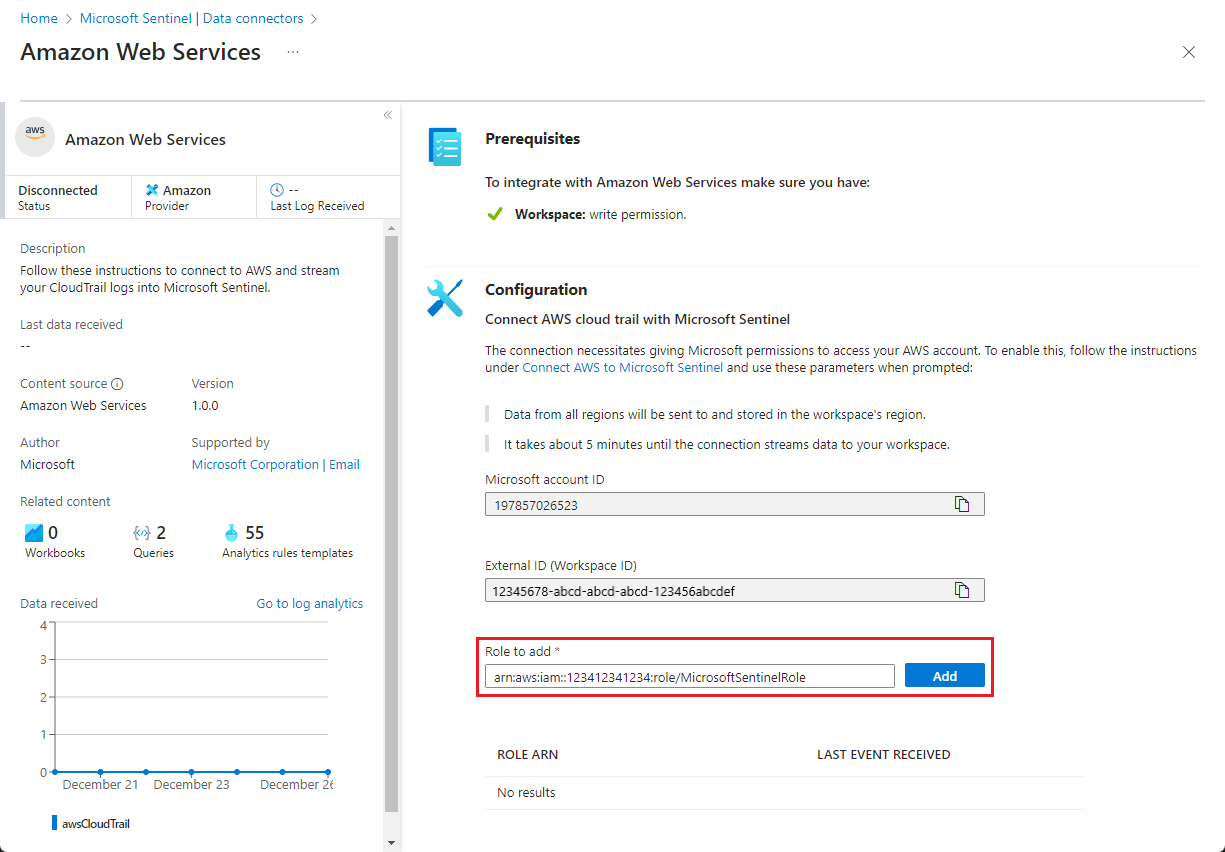 Home > Microsoft Sentinel | Data connectors >
Amazon Web Services ...
aws
Amazon Web Services
Disconnected
Status
Amazon
Provider
--
Last Log Received
Description
Follow these instructions to connect to AWS and stream
your CloudTrail logs into Microsoft Sentinel.
Last data received
--
Content source
Version
Amazon Web Services
1.0.0
Author
Supported by
Microsoft
Microsoft Corporation | Email
Related content
0
Workbooks
2
Queries
55
Analytics rules templates
Data received
Go to log analytics
4
3
2
1
0
December 21 December 23 December 26
awsCloudTrail
Prerequisites
To integrate with Amazon Web Services make sure you have:
Workspace: write permission.
Configuration
Connect AWS cloud trail with Microsoft Sentinel
The connection necessitates giving Microsoft permissions to access your AWS account. To enable this, follow the instructions
under Connect AWS to Microsoft Sentinel and use these parameters when prompted:
Data from all regions will be sent to and stored in the workspace's region.
It takes about 5 minutes until the connection streams data to your workspace.
Microsoft account ID
197857026523
External ID (Workspace ID)
12345678-abcd-abcd-abcd-123456abcdef
Role to add *
arn:aws:iam::123412341234:role/MicrosoftSentinelRole
Add
ROLE ARN
LAST EVENT RECEIVED
No results